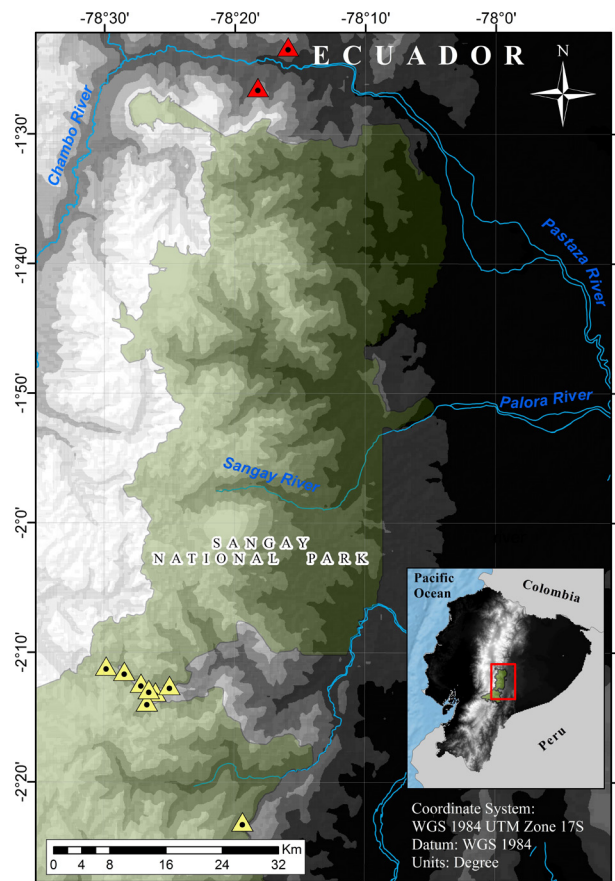 -78°30'
-78°20'
-78°10'
-78°0'
ECUADOR
N
Chambo River
-1°30'
Pastaza River
-1°40'
-1°50'
Palora River
Sangay River
-2°0'
SANGAY
NATIONAL PARK
Pacific
Ocean
Colombia
Peru
-2°10'
-2°20'
Coordinate System:
WGS 1984 UTM Zone 17S
Datum: WGS 1984
Units: Degree
Km
0 4 8 16 24 32